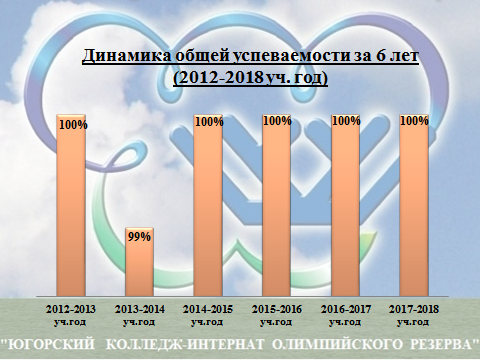 Динамика общей успеваемости за 6 лет
(2012-2018 уч. год)
100%
99%
100%
100%
100%
100%
2012-2013 уч.год
2013-2014 уч.год
2014-2015 уч.год
2015-2016 уч.год
2016-2017 уч.год
2017-2018 уч.год
"ЮГОРСКИЙ КОЛЛЕДЖ-ИНТЕРНАТ ОЛИМПИЙСКОГО РЕЗЕРВА"